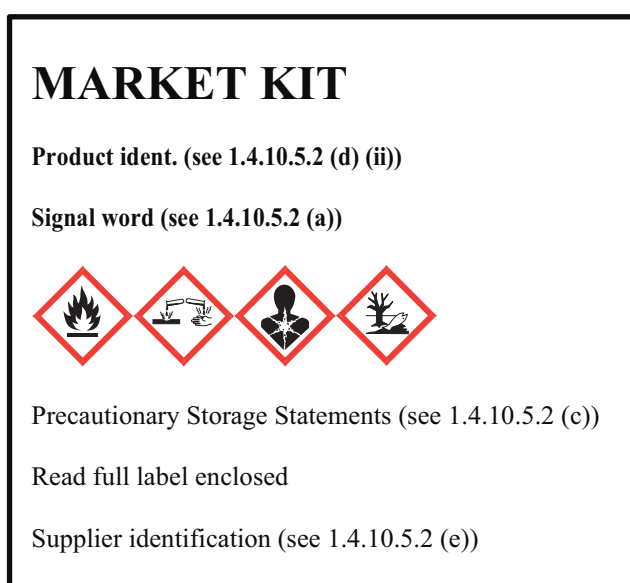 MARKET KIT
Product ident. (see 1.4.10.5.2 (d) (ii))
Signal word (see 1.4.10.5.2 (a))
Precautionary Storage Statements (see 1.4.10.5.2 (c))
Read full label enclosed
Supplier identification (see 1.4.10.5.2 (e))